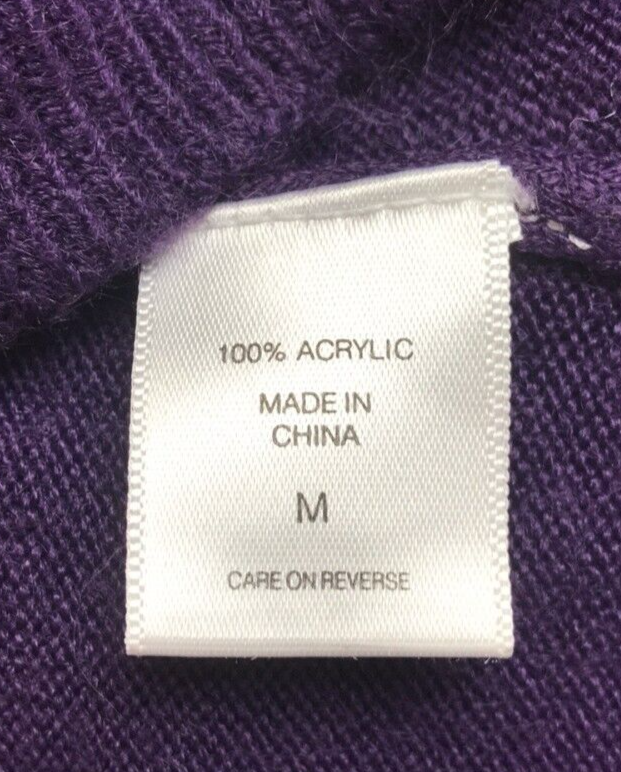 100% ACRYLIC
MADE IN
CHINA
M
CARE ON REVERSE